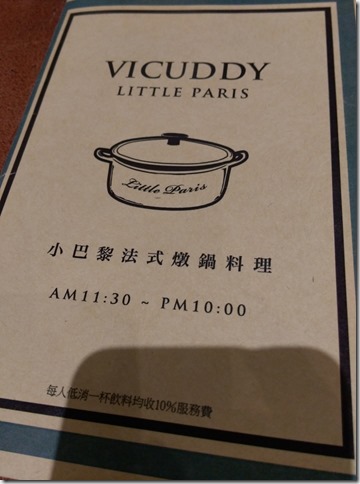 VICUDDY
LITTLE PARIS
Little Paris
小巴黎法式燉鍋料理
AM11:30 ~ PM10:00
每人低消一杯飲料均收10%服務費